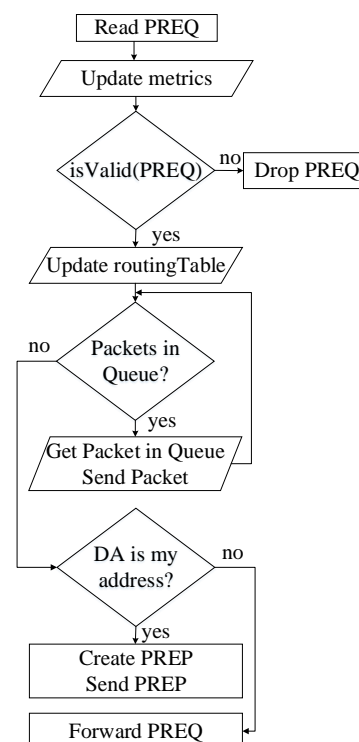 Read PREQ
Update metrics
isValid(PREQ)
no
Drop PREQ
yes
Update routingTable
no
Packets in
Queue?
yes
Get Packet in Queue
Send Packet
DA is my
address?
no
yes
Create PREP
Send PREP
Forward PREQ